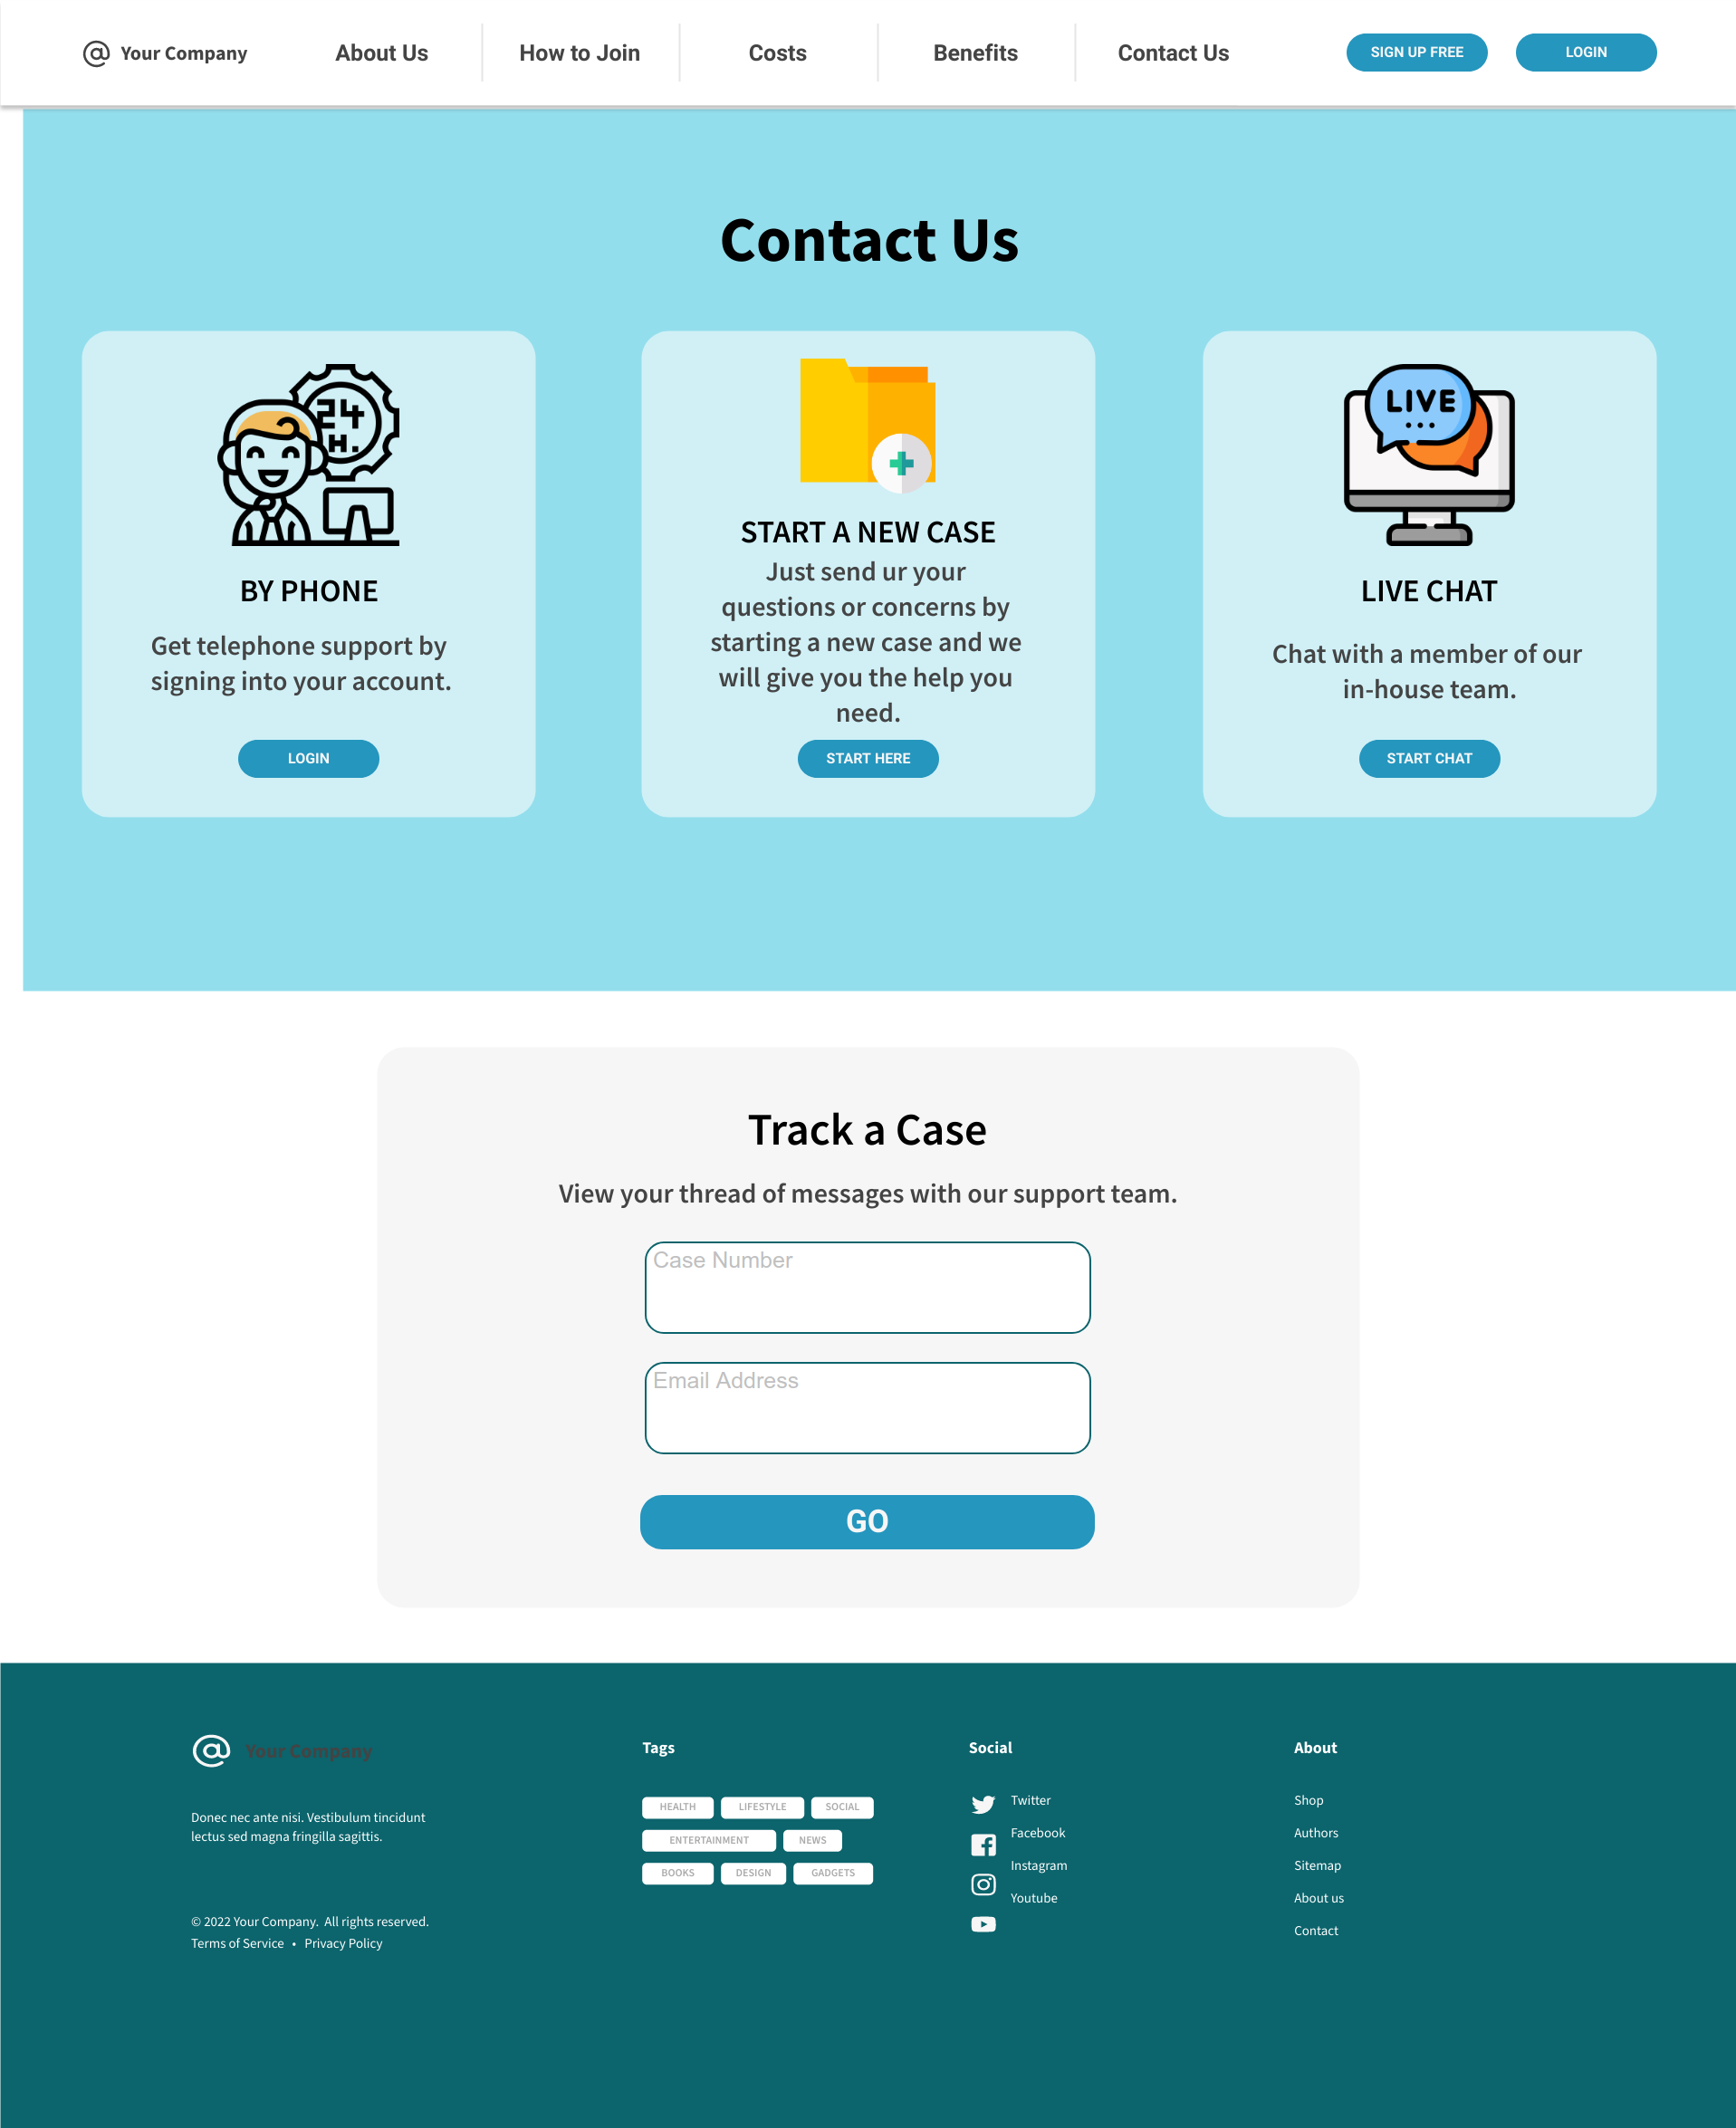 @ Your Company
About Us
How to Join
Costs
Benefits
Contact Us
SIGN UP FREE
LOGIN
Contact Us
24
H.
BY PHONE
Get telephone support by
signing into your account.
LOGIN
START A NEW CASE
Just send ur your
questions or concerns by
starting a new case and we
will give you the help you
need.
START HERE
LIVE
LIVE CHAT
Chat with a member of our
in-house team.
START CHAT
Track a Case
View your thread of messages with our support team.
Case Number
Email Address
GO
@ Your Company
Donec nec ante nisi. Vestibulum tincidunt
lectus sed magna fringilla sagittis.
© 2022 Your Company. All rights reserved.
Terms of Service • Privacy Policy
Tags
HEALTH LIFESTYLE SOCIAL
ENTERTAINMENT NEWS
BOOKS DESIGN GADGETS
Social
Twitter
Facebook
Instagram
Youtube
About
Shop
Authors
Sitemap
About us
Contact